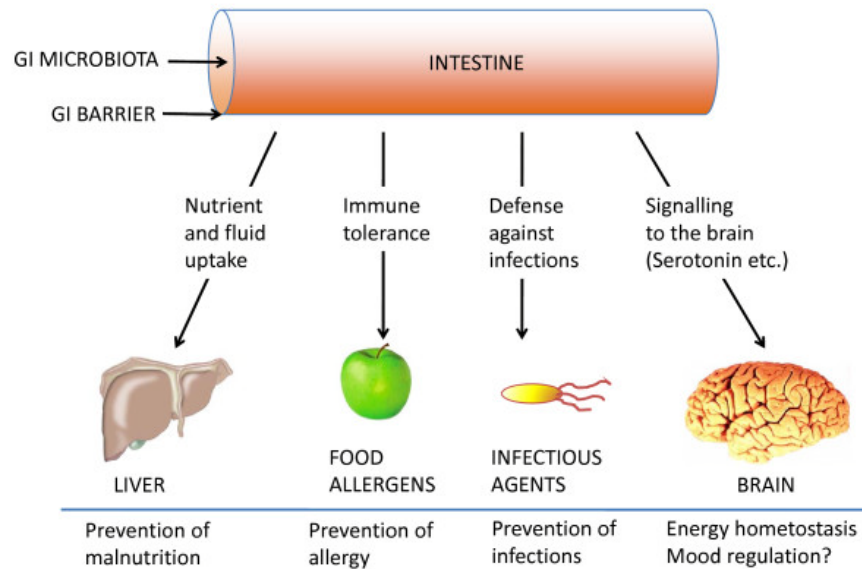 GI MICROBIOTA
INTESTINE
GI BARRIER
Nutrient
and fluid
uptake
Immune
tolerance
Defense
against
infections
Signalling
to the brain
(Serotonin etc.)
LIVER
FOOD
ALLERGENS
INFECTIOUS
AGENTS
BRAIN
Prevention of
malnutrition
Prevention of
allergy
Prevention of
infections
Energy hometostasis
Mood regulation?